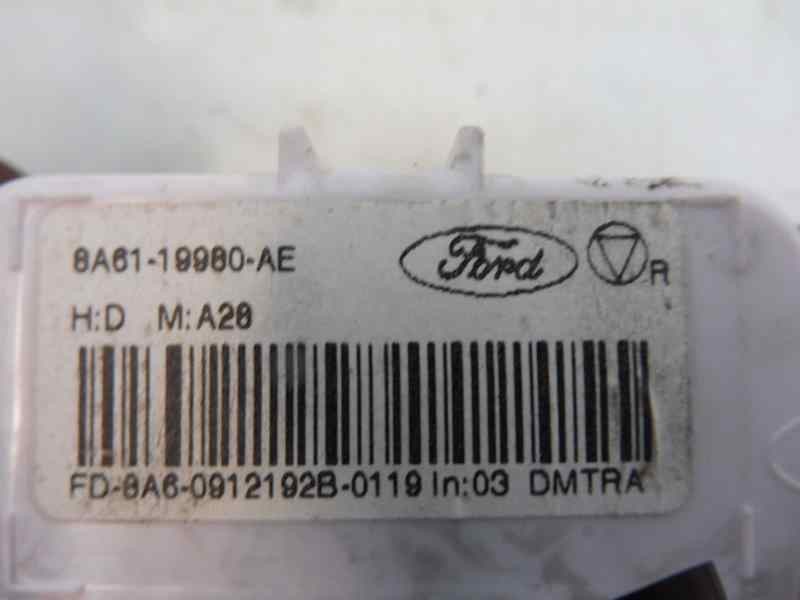 8A61-19980-AE
Ford
R
H:D M:A28
FD-8A6-0912192B-0119 In:03 DMTRA